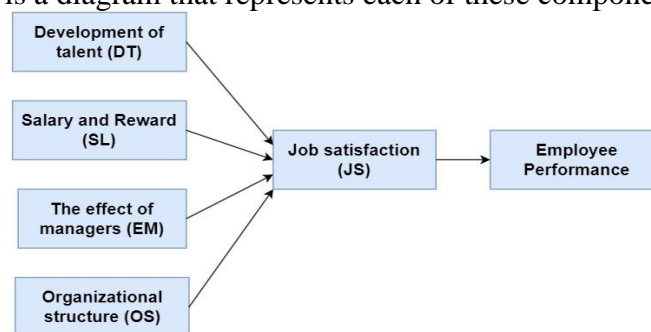 is a diagram that represents each of these compone
Development of
talent (DT)
Salary and Reward
(SL)
The effect of
managers (EM)
Organizational
structure (OS)
Job satisfaction
(JS)
Employee
Performance